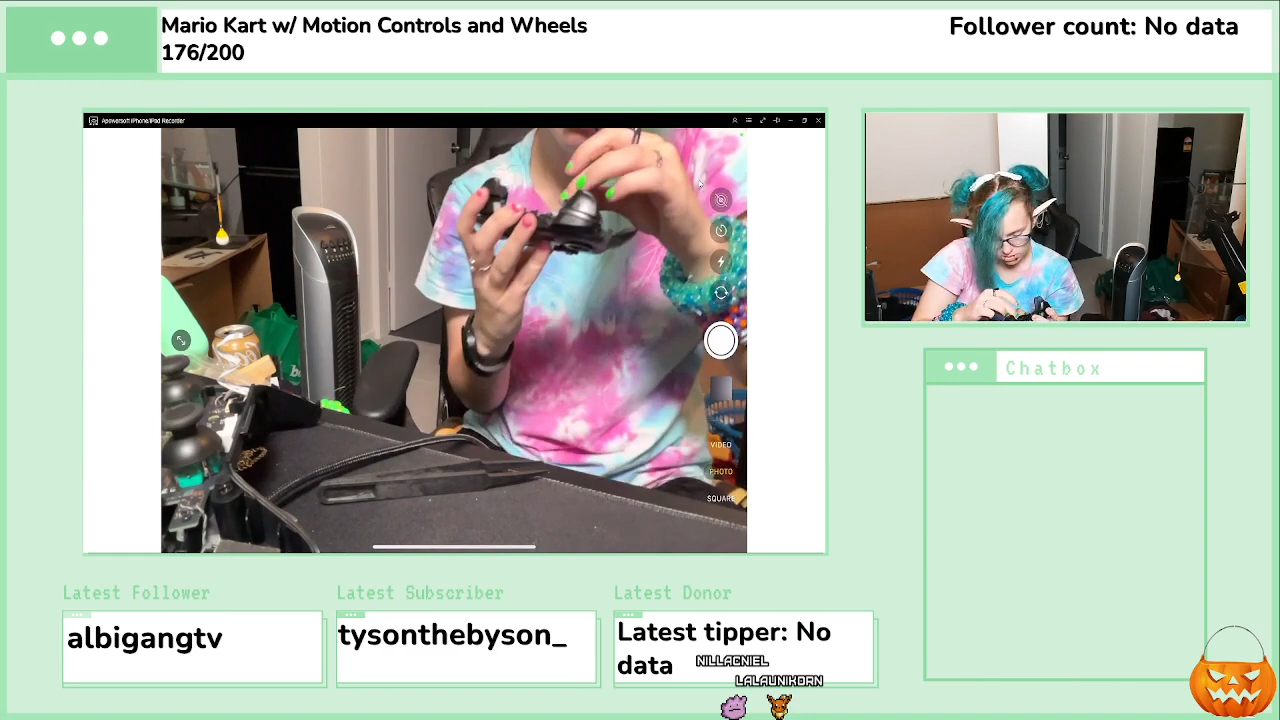 Mario Kart w/ Motion Controls and Wheels
176/200
Follower count: No data
Apowersoft iPhone/iPad Recorder
VIDEO
PHOTO
SQUARE
Chatbox
Latest Follower
albigangtv
Latest Subscriber
tysonthebyson_
Latest Donor
Latest tipper: No
data
NILLACNIEL
LALAUNIKORN